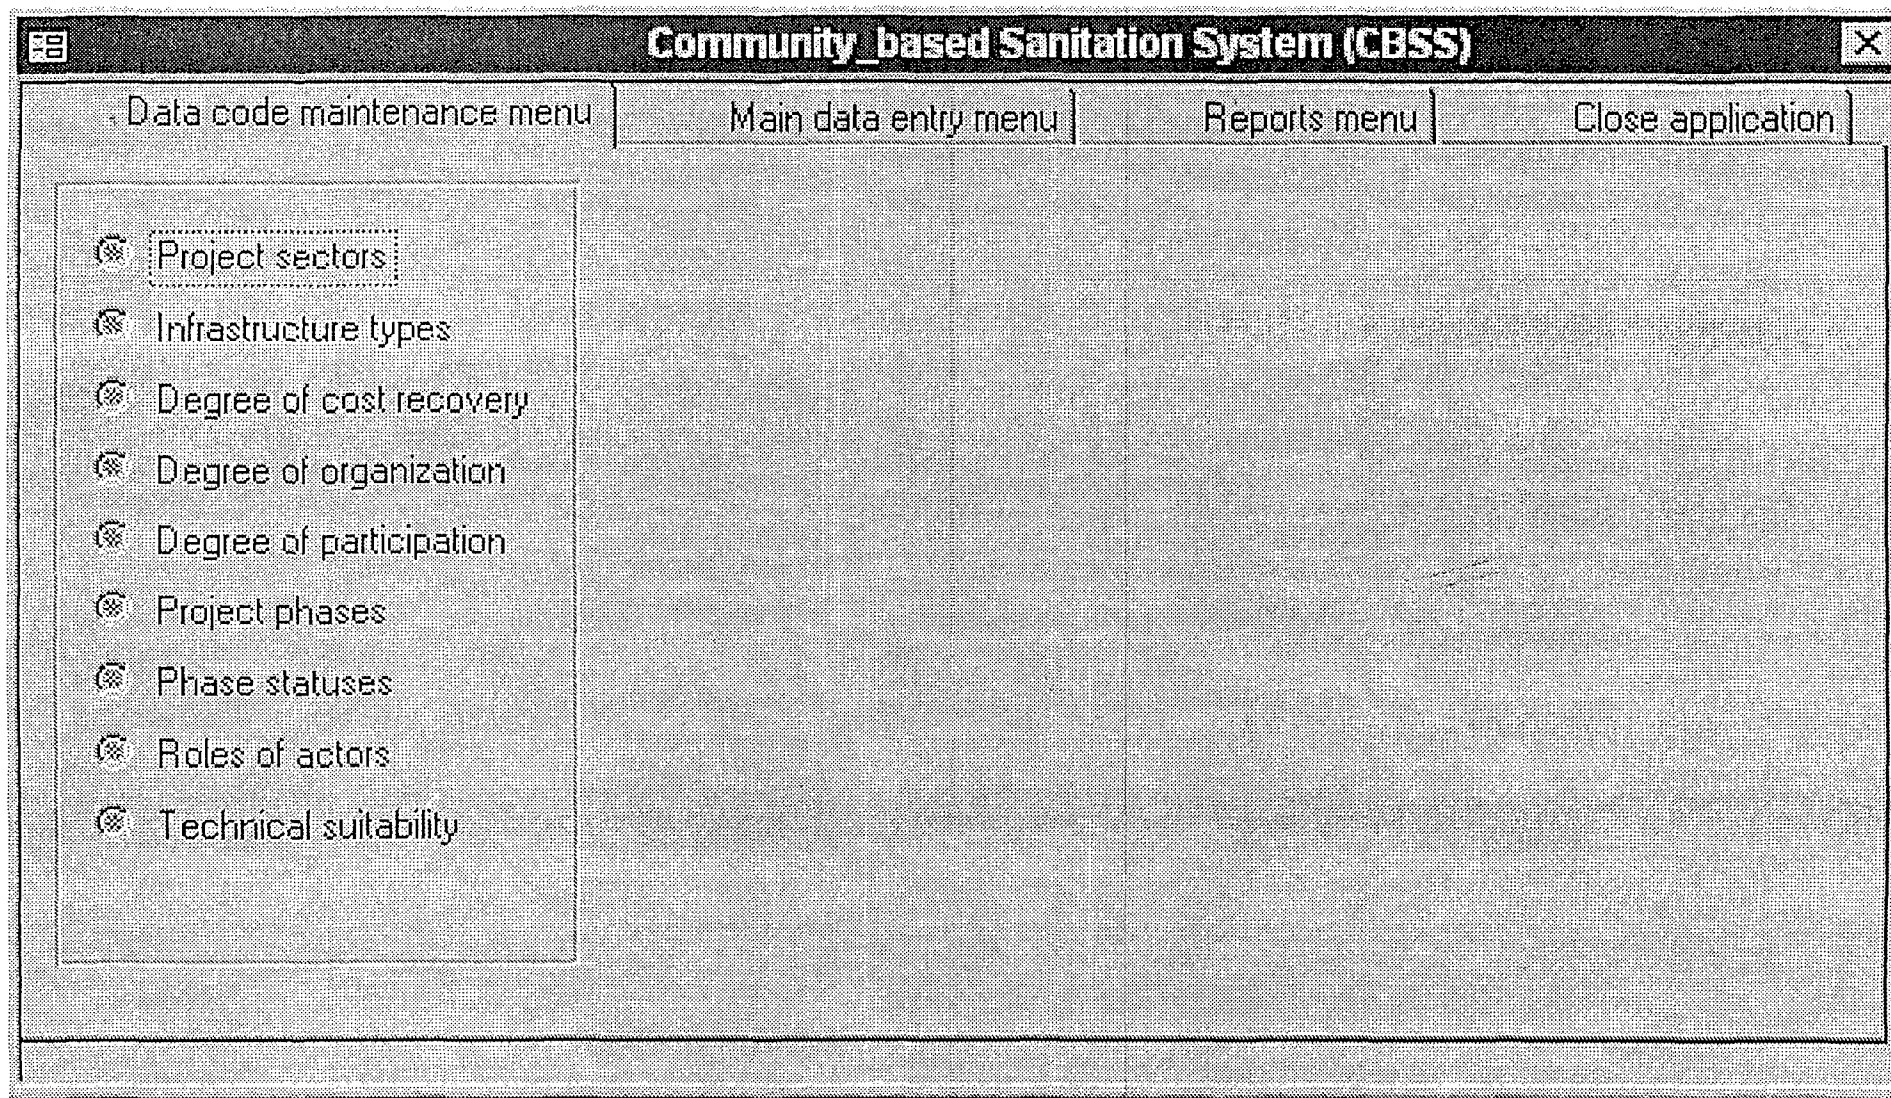 Community_based Sanitation System (CBSS)
Data code maintenance menu Main data entry menu Reports menu Close application
Project sectors
Infrastructure types
Degree of cost recovery
Degree of organization
Degree of participation
Project phases
Phase statuses
Roles of actors
Technical suitability